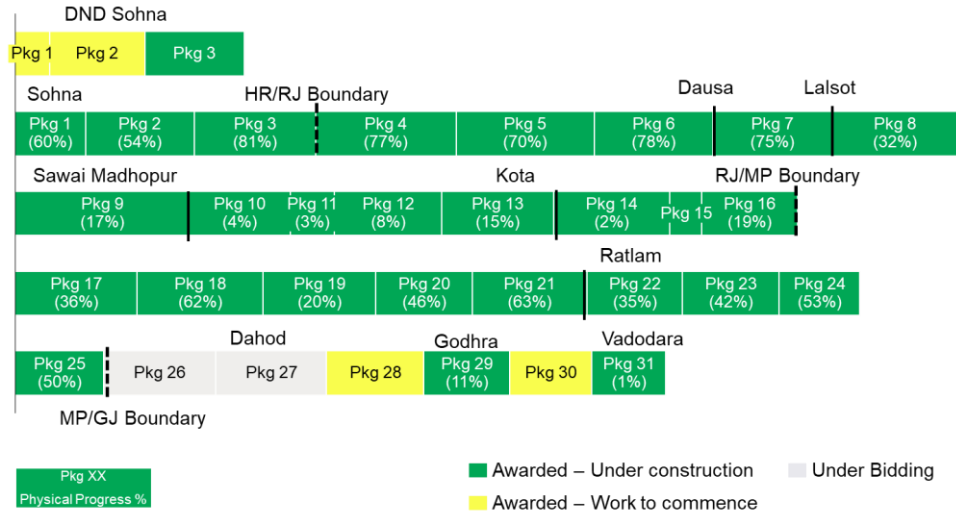 DND Sohna
Pkg 1 Pkg 2 Pkg 3
Sohna HR/RJ Boundary Dausa Lalsot
Pkg 1 Pkg 2 Pkg 3 Pkg 4 Pkg 5 Pkg 6 Pkg 7 Pkg 8
(60%) (54%) (81%) (77%) (70%) (78%) (75%) (32%)
Sawai Madhopur Kota RJ/MP Boundary
Pkg 9 Pkg 10 Pkg 11 Pkg 12 Pkg 13 Pkg 14 Pkg 15 Pkg 16
(17%) (4%) (3%) (8%) (15%) (2%) (19%)
Ratlam
Pkg 17 Pkg 18 Pkg 19 Pkg 20 Pkg 21 Pkg 22 Pkg 23 Pkg 24
(36%) (62%) (20%) (46%) (63%) (35%) (42%) (53%)
Dahod Godhra Vadodara
Pkg 25 Pkg 26 Pkg 27 Pkg 28 Pkg 29 Pkg 30 Pkg 31
(50%) (11%) (1%)
MP/GJ Boundary
Pkg XX
Physical Progress %
Awarded – Under construction Under Bidding
Awarded – Work to commence